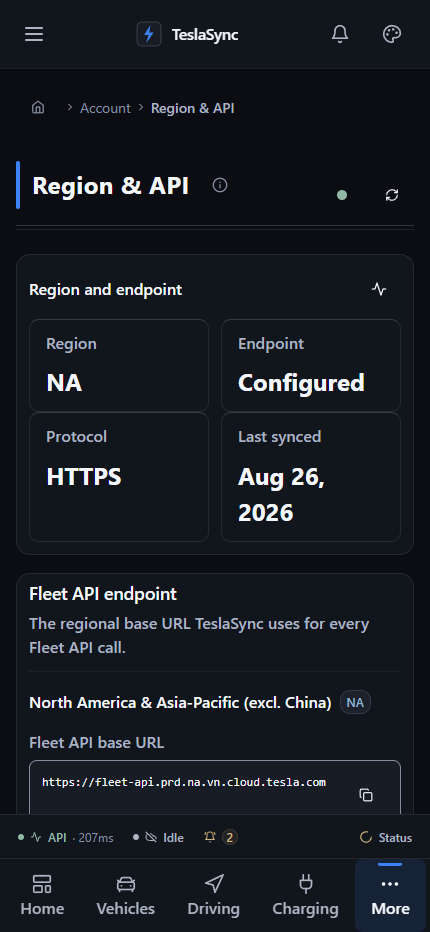 TeslaSync
Account Region & API
Region & API
Region and endpoint
Region
NA
Endpoint
Configured
Protocol
HTTPS
Last synced
Aug 26,
2026
Fleet API endpoint
The regional base URL TeslaSync uses for every
Fleet API call.
North America & Asia-Pacific (excl. China) NA
Fleet API base URL
https://fleet-api.prd.na.vn.cloud.tesla.com
API · 207ms Idle 2 Status
Home Vehicles Driving Charging More